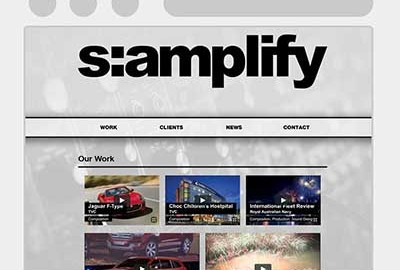 s:amplify
WORK CLIENTS NEWS CONTACT
Our Work
Jaguar F-Type
TVC
Composition
Choc Children's Hostpital
TVC
Composition
International Fleet Review
Royal Australian Navy
Composition, Production, Sound Design